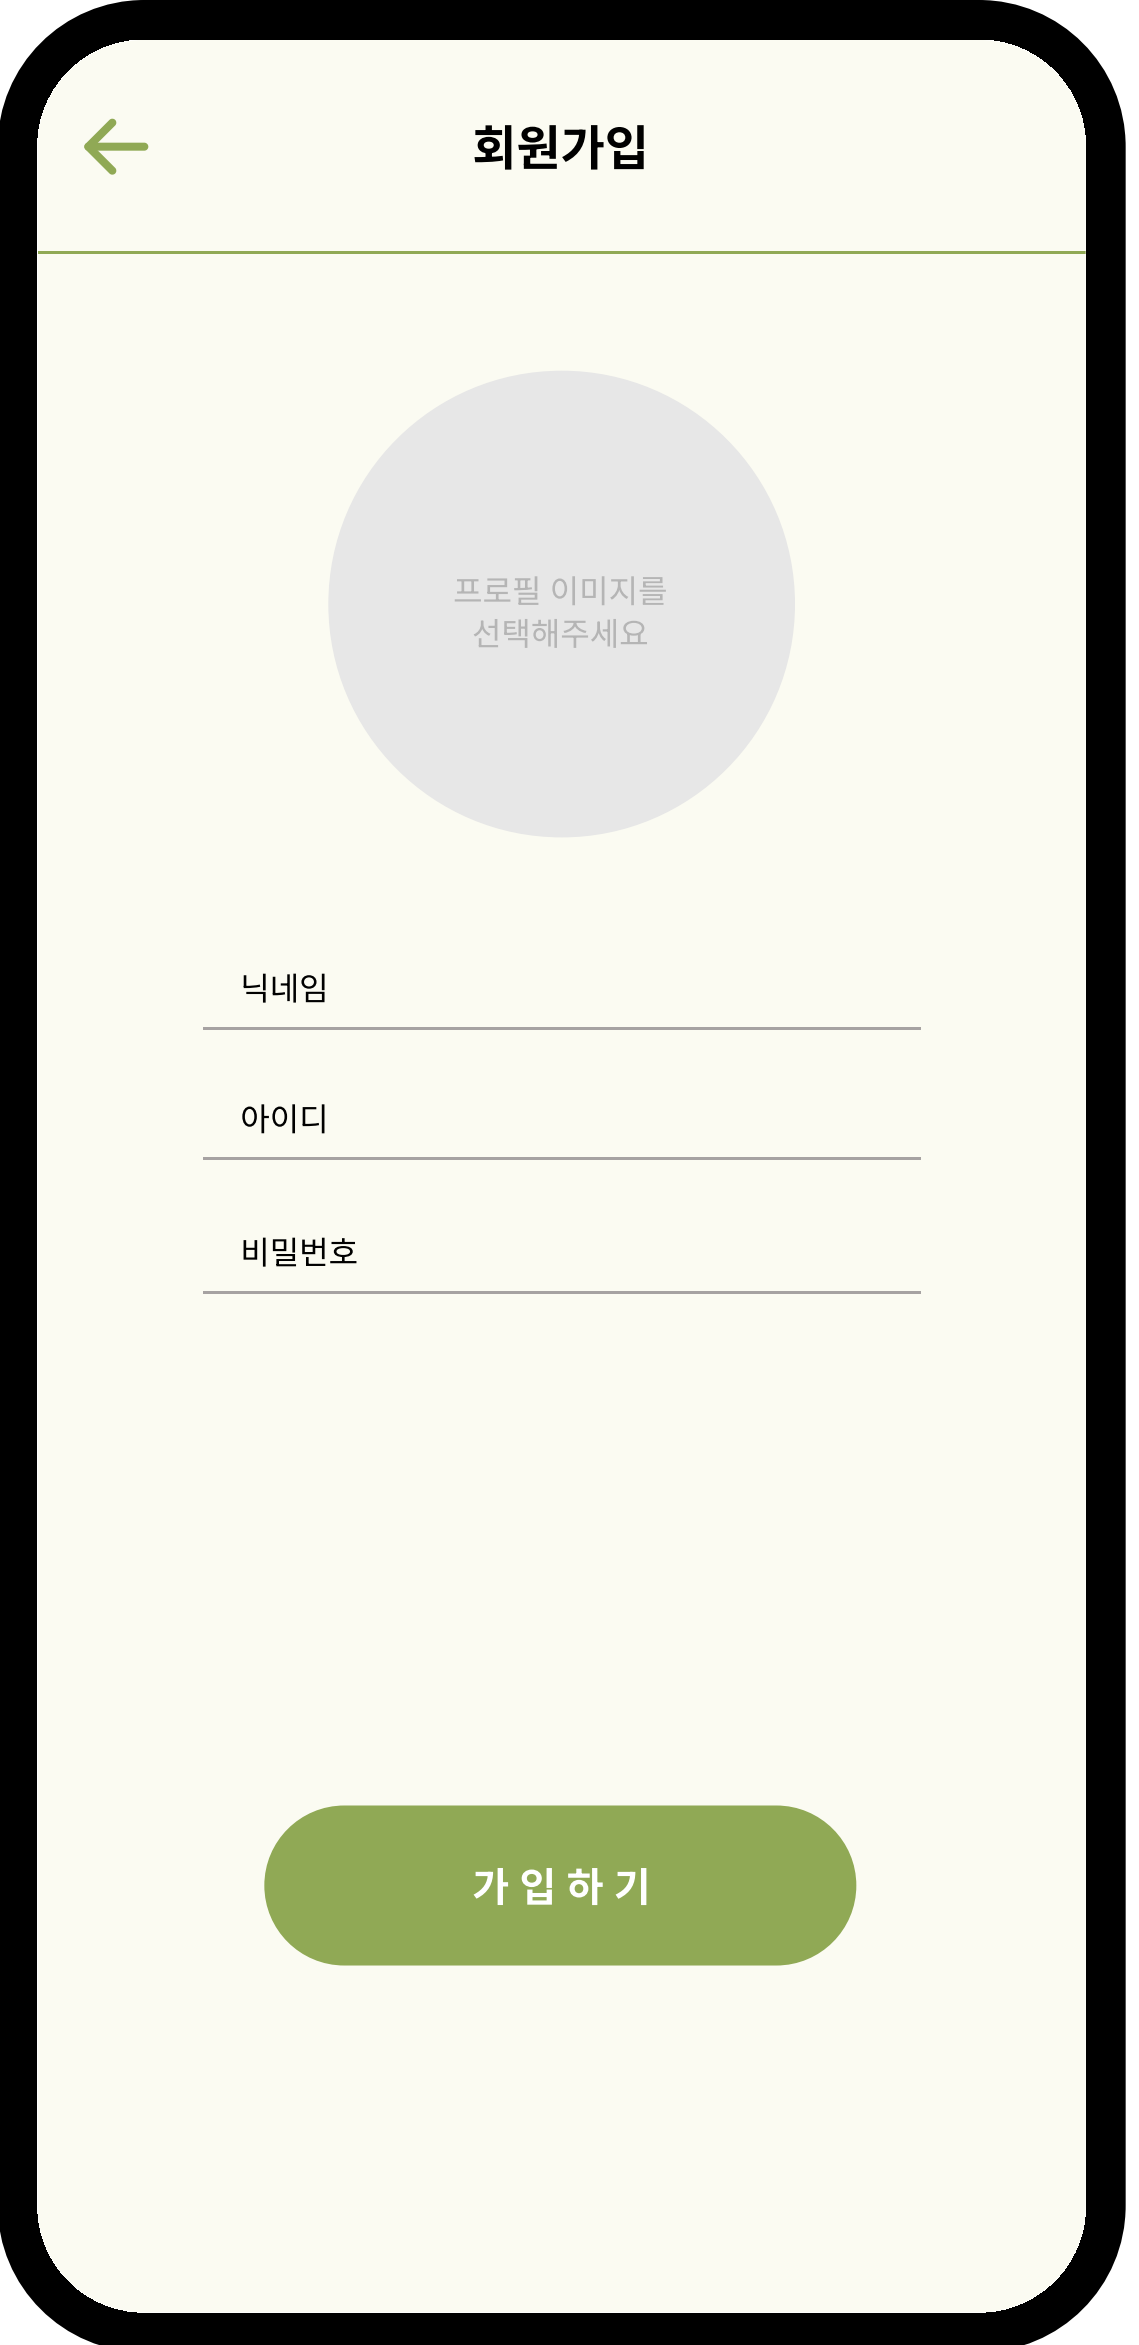 회원가입
프로필 이미지를
선택해주세요
닉네임
아이디
비밀번호
가입하기